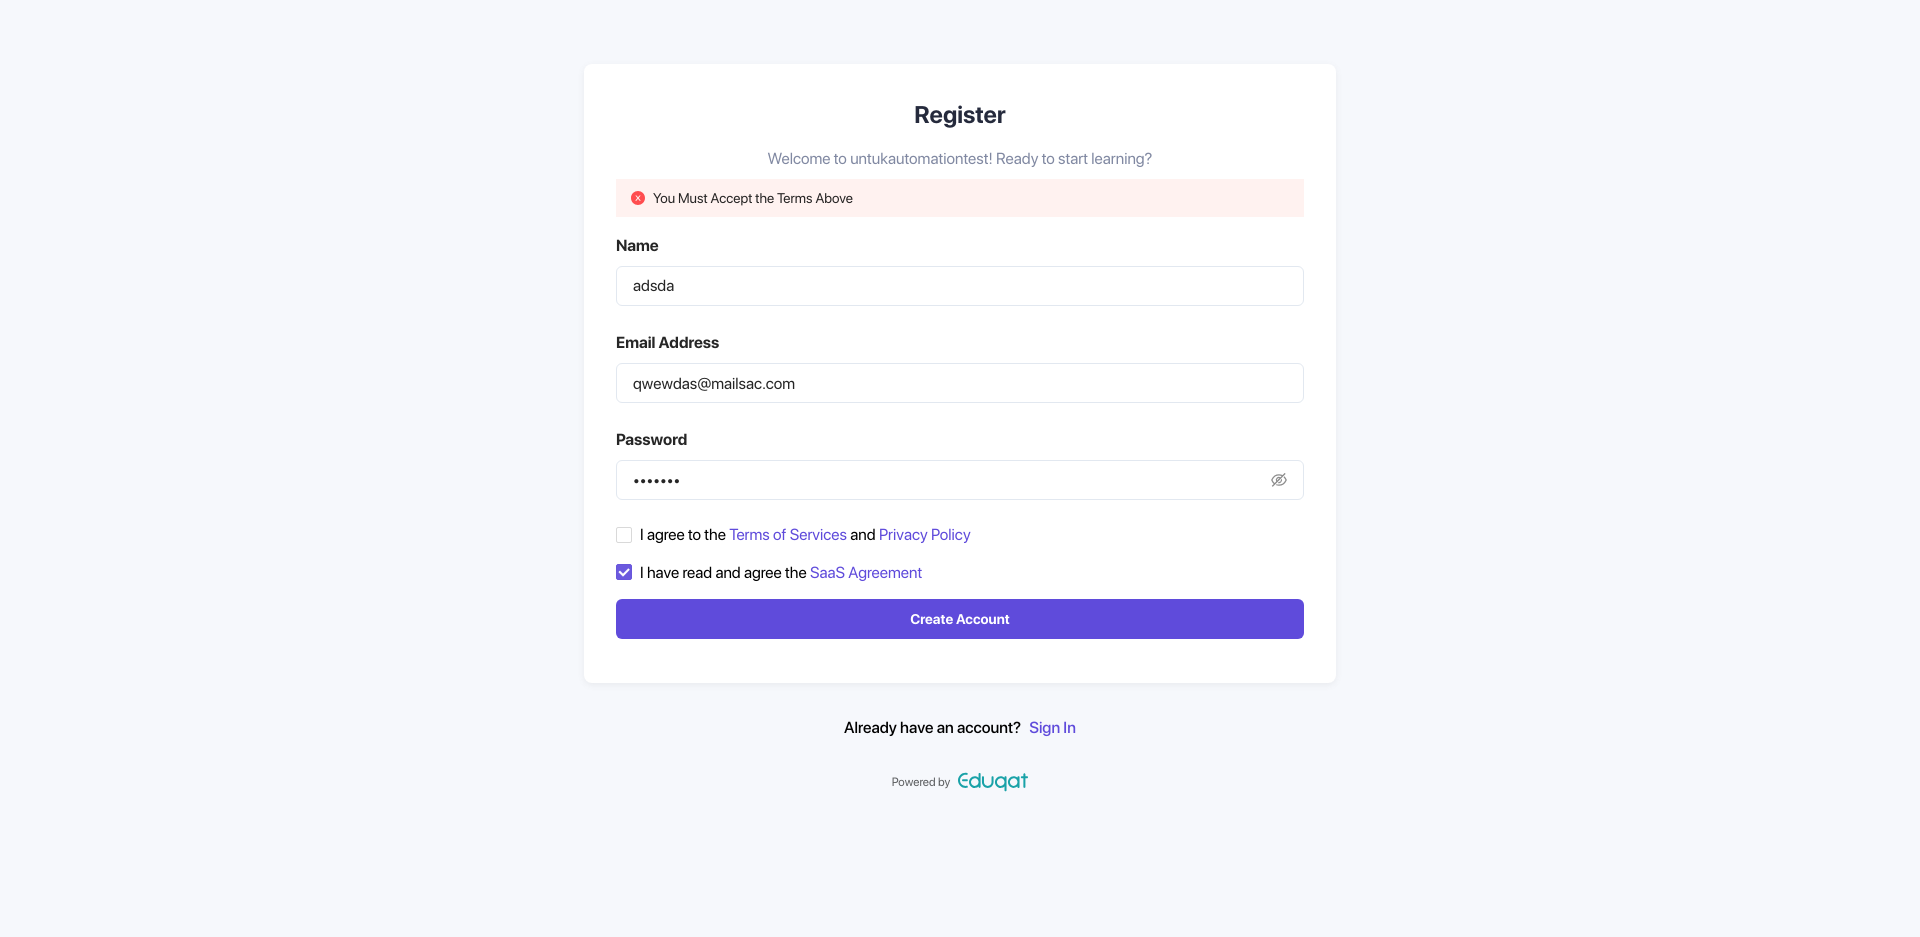 Register
Welcome to untukautomationtest! Ready to start learning?
You Must Accept the Terms Above
Name
adsda
Email Address
qwewdas@mailsac.com
Password
•••••••
I agree to the Terms of Services and Privacy Policy
I have read and agree the SaaS Agreement
Create Account
Already have an account? Sign In
Powered by Eduqat